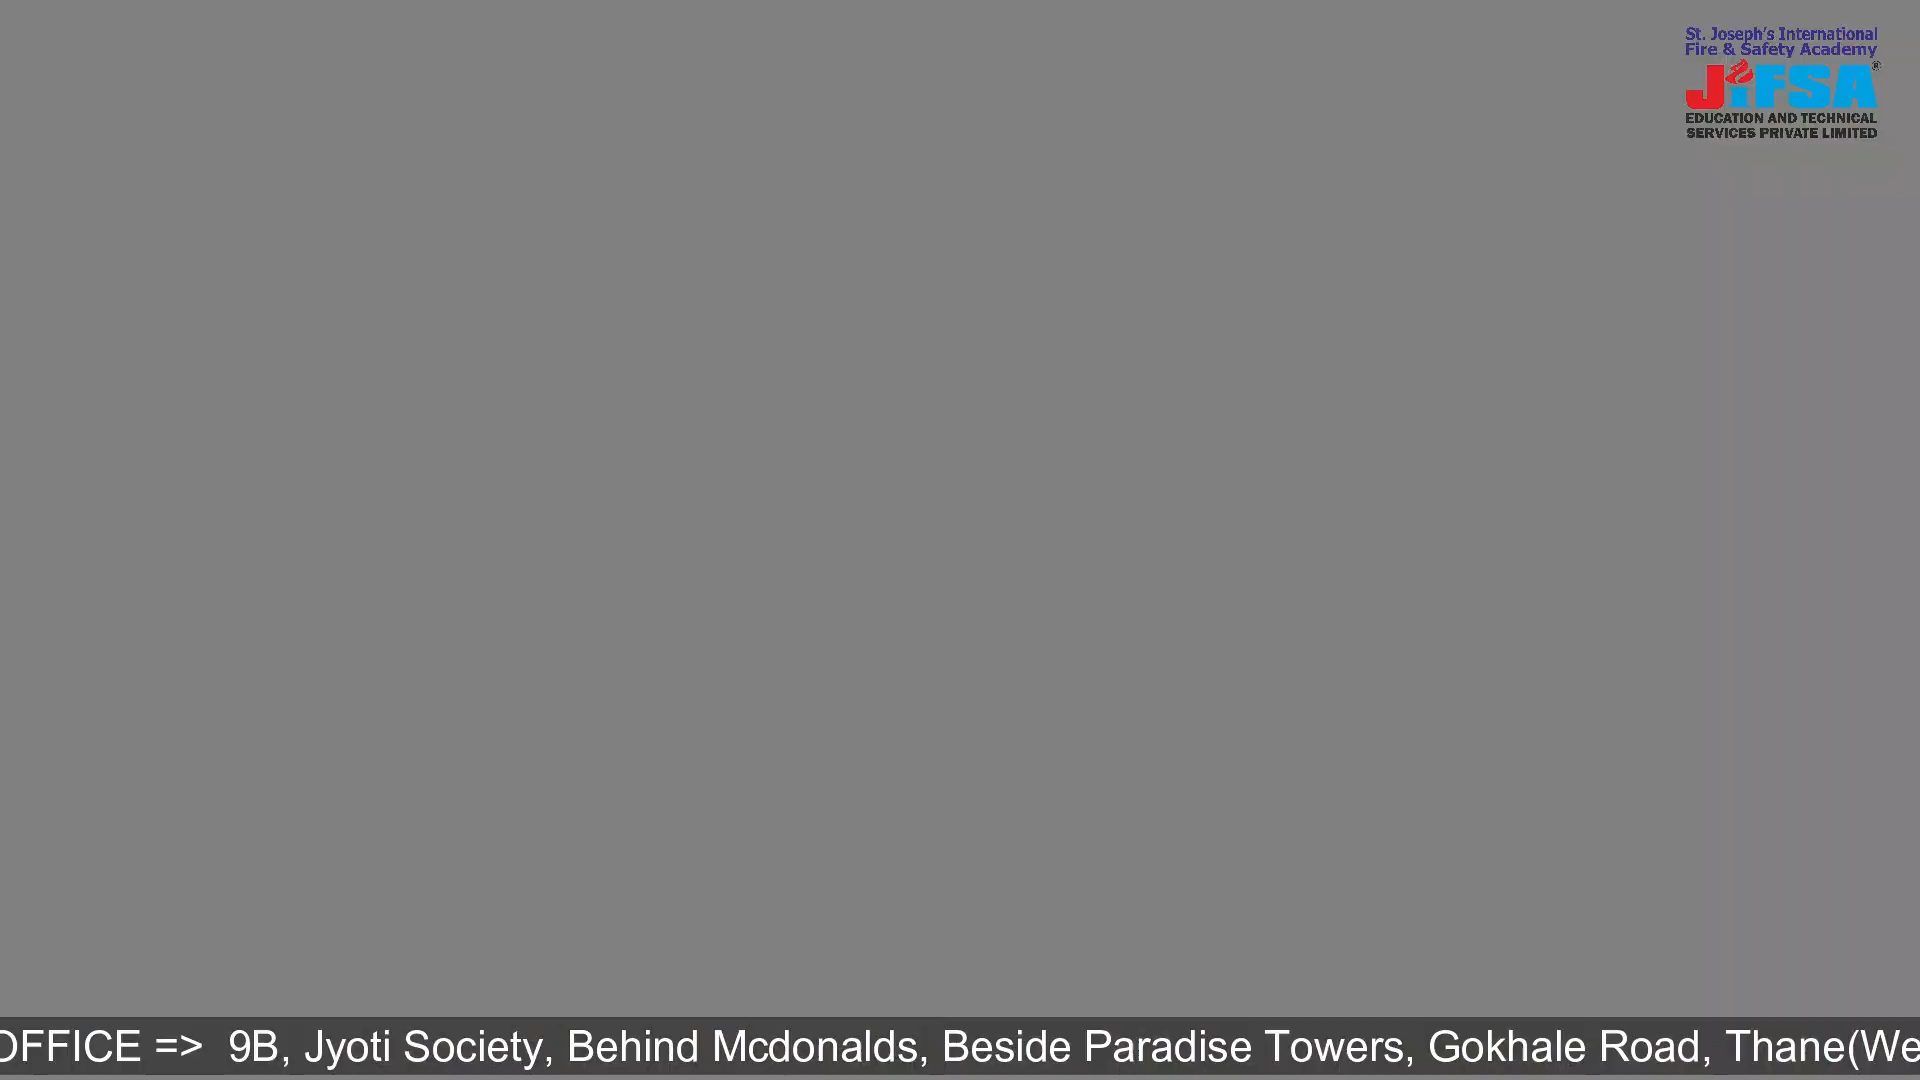 St. Joseph's International
Fire & Safety Academy
JIFSA®
EDUCATION AND TECHNICAL
SERVICES PRIVATE LIMITED
OFFICE => 9B, Jyoti Society, Behind Mcdonalds, Beside Paradise Towers, Gokhale Road, Thane(We